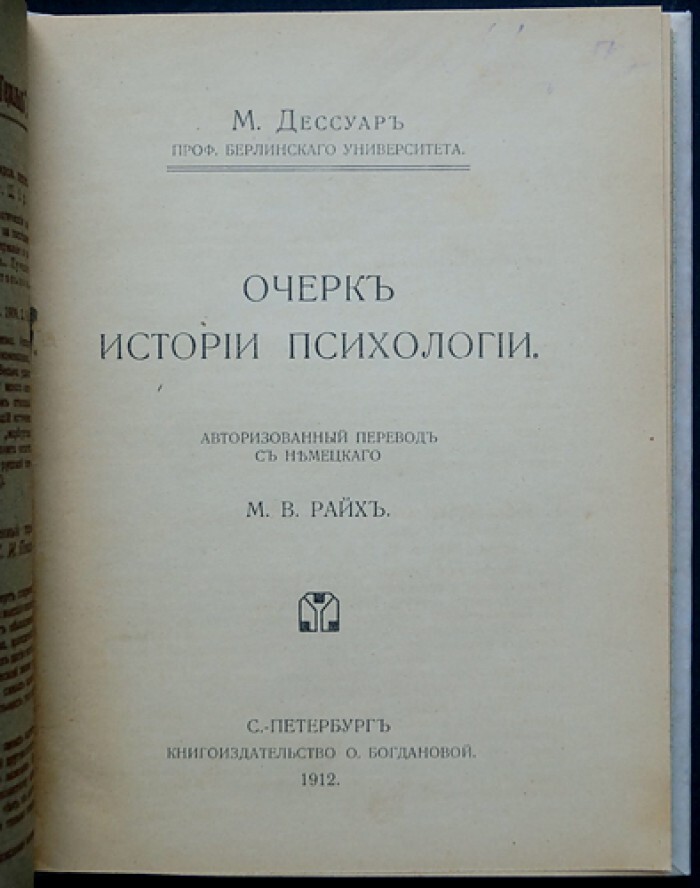 М. Дессуаръ
ПРОФ. БЕРЛИНСКАГО УНИВЕРСИТЕТА.
ОЧЕРКЪ
ИСТОРІИ ПСИХОЛОГІИ.
АВТОРИЗОВАННЫЙ ПЕРЕВОДЪ
СЪ НѢМЕЦКАГО
М. В. РАЙХЪ.
С.-ПЕТЕРБУРГЪ
КНИГОИЗДАТЕЛЬСТВО О. БОГДАНОВОЙ.
1912.